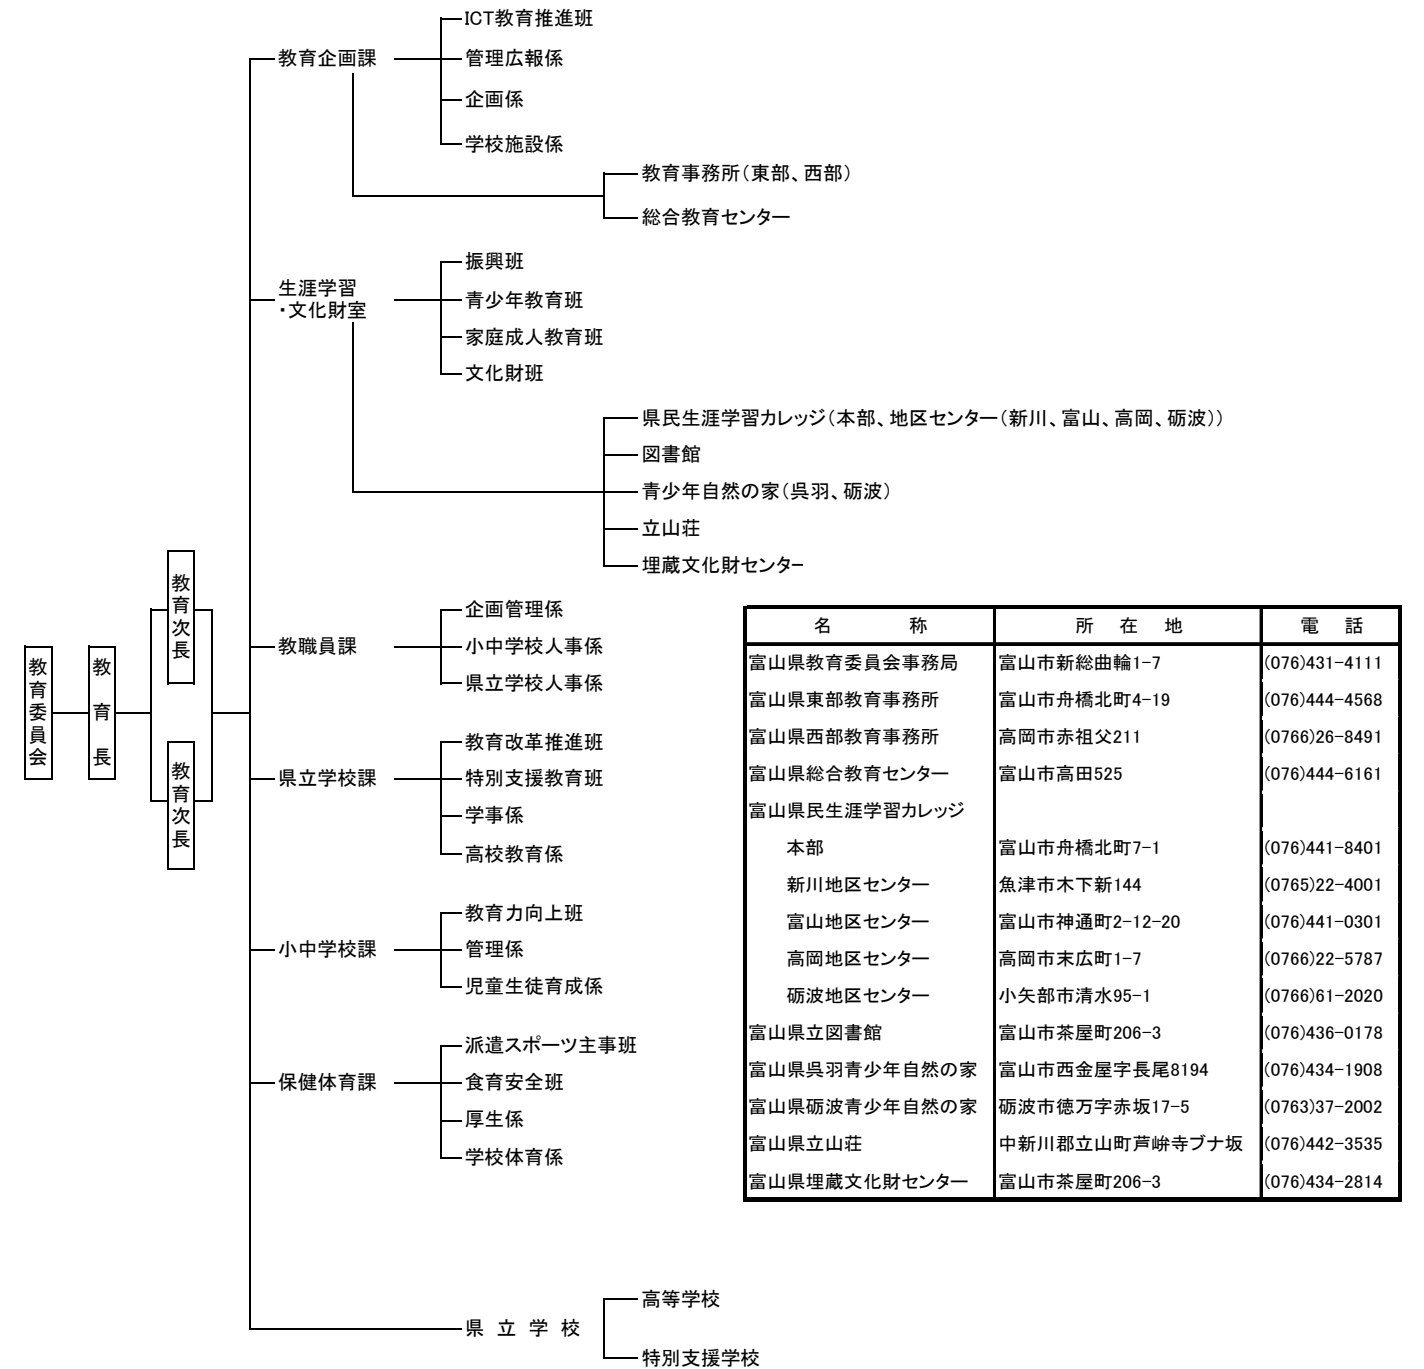 ICT教育推進班
教育企画課
管理広報係
企画係
学校施設係
教育事務所（東部、西部）
総合教育センター
振興班
生涯学習
・文化財室
青少年教育班
家庭成人教育班
文化財班
県民生涯学習カレッジ（本部、地区センター（新川、富山、高岡、砺波））
図書館
青少年自然の家（呉羽、砺波）
立山荘
埋蔵文化財センター
教育委員会
教育長
教育次長
教育次長
企画管理係
教職員課
小中学校人事係
県立学校人事係
教育改革推進班
県立学校課
特別支援教育班
学事係
高校教育係
教育力向上班
小中学校課
管理係
児童生徒育成係
派遣スポーツ主事班
保健体育課
食育安全班
厚生係
学校体育係
名 称 所 在 地 電 話
富山県教育委員会事務局 富山市新総曲輪1-7 (076)431-4111
富山県東部教育事務所 富山市舟橋北町4-19 (076)444-4568
富山県西部教育事務所 高岡市赤祖父211 (0766)26-8491
富山県総合教育センター 富山市高田525 (076)444-6161
富山県民生涯学習カレッジ
本部 富山市舟橋北町7-1 (076)441-8401
新川地区センター 魚津市木下新144 (0765)22-4001
富山地区センター 富山市神通町2-12-20 (076)441-0301
高岡地区センター 高岡市末広町1-7 (0766)22-5787
砺波地区センター 小矢部市清水95-1 (0766)61-2020
富山県立図書館 富山市茶屋町206-3 (076)436-0178
富山県呉羽青少年自然の家 富山市西金屋字長尾8194 (076)434-1908
富山県砺波青少年自然の家 砺波市徳万字赤坂17-5 (0763)37-2002
富山県立山荘 中新川郡立山町芦峅寺ブナ坂 (076)442-3535
富山県埋蔵文化財センター 富山市茶屋町206-3 (076)434-2814
高等学校
県 立 学 校
特別支援学校